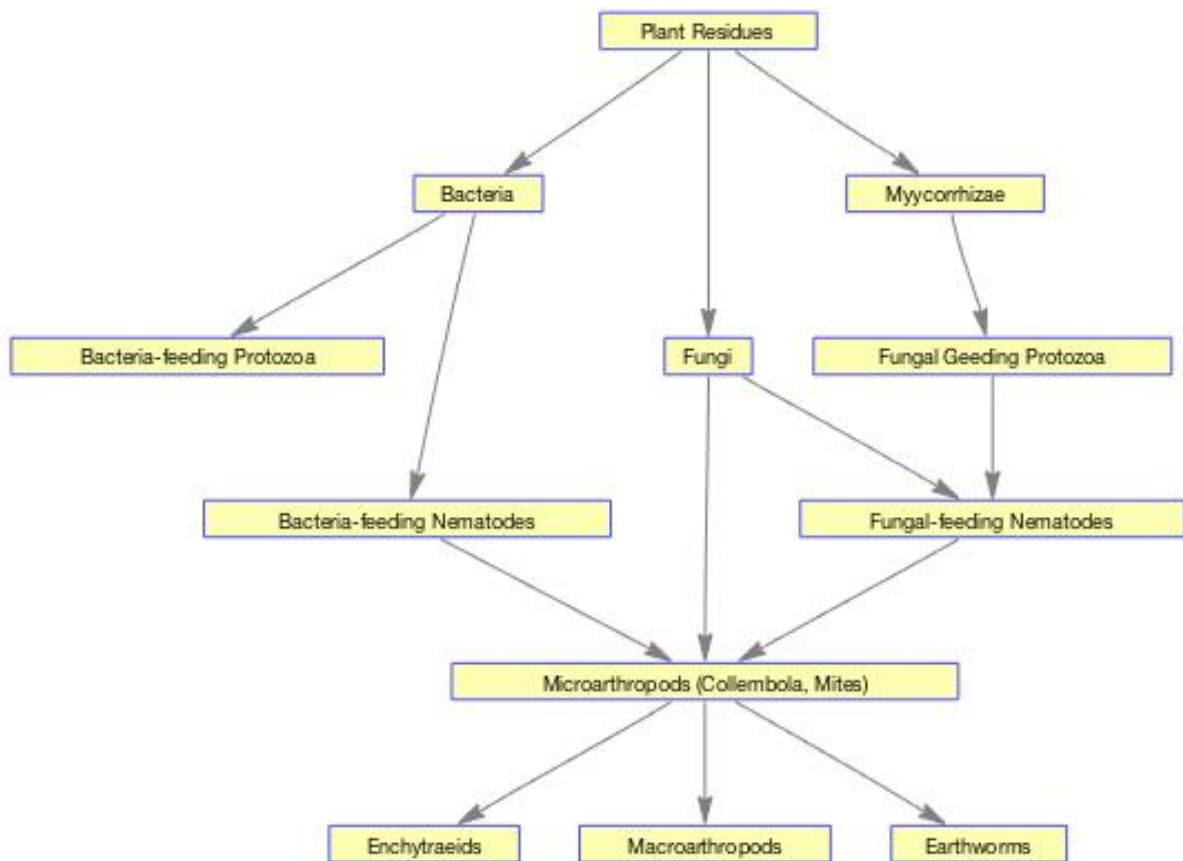 Plant Residues
Bacteria
Myycorrhizae
Bacteria-feeding Protozoa
Fungi
Fungal Geeding Protozoa
Bacteria-feeding Nematodes
Fungal-feeding Nematodes
Microarthropods (Collembola, Mites)
Enchytraeids
Macroarthropods
Earthworms